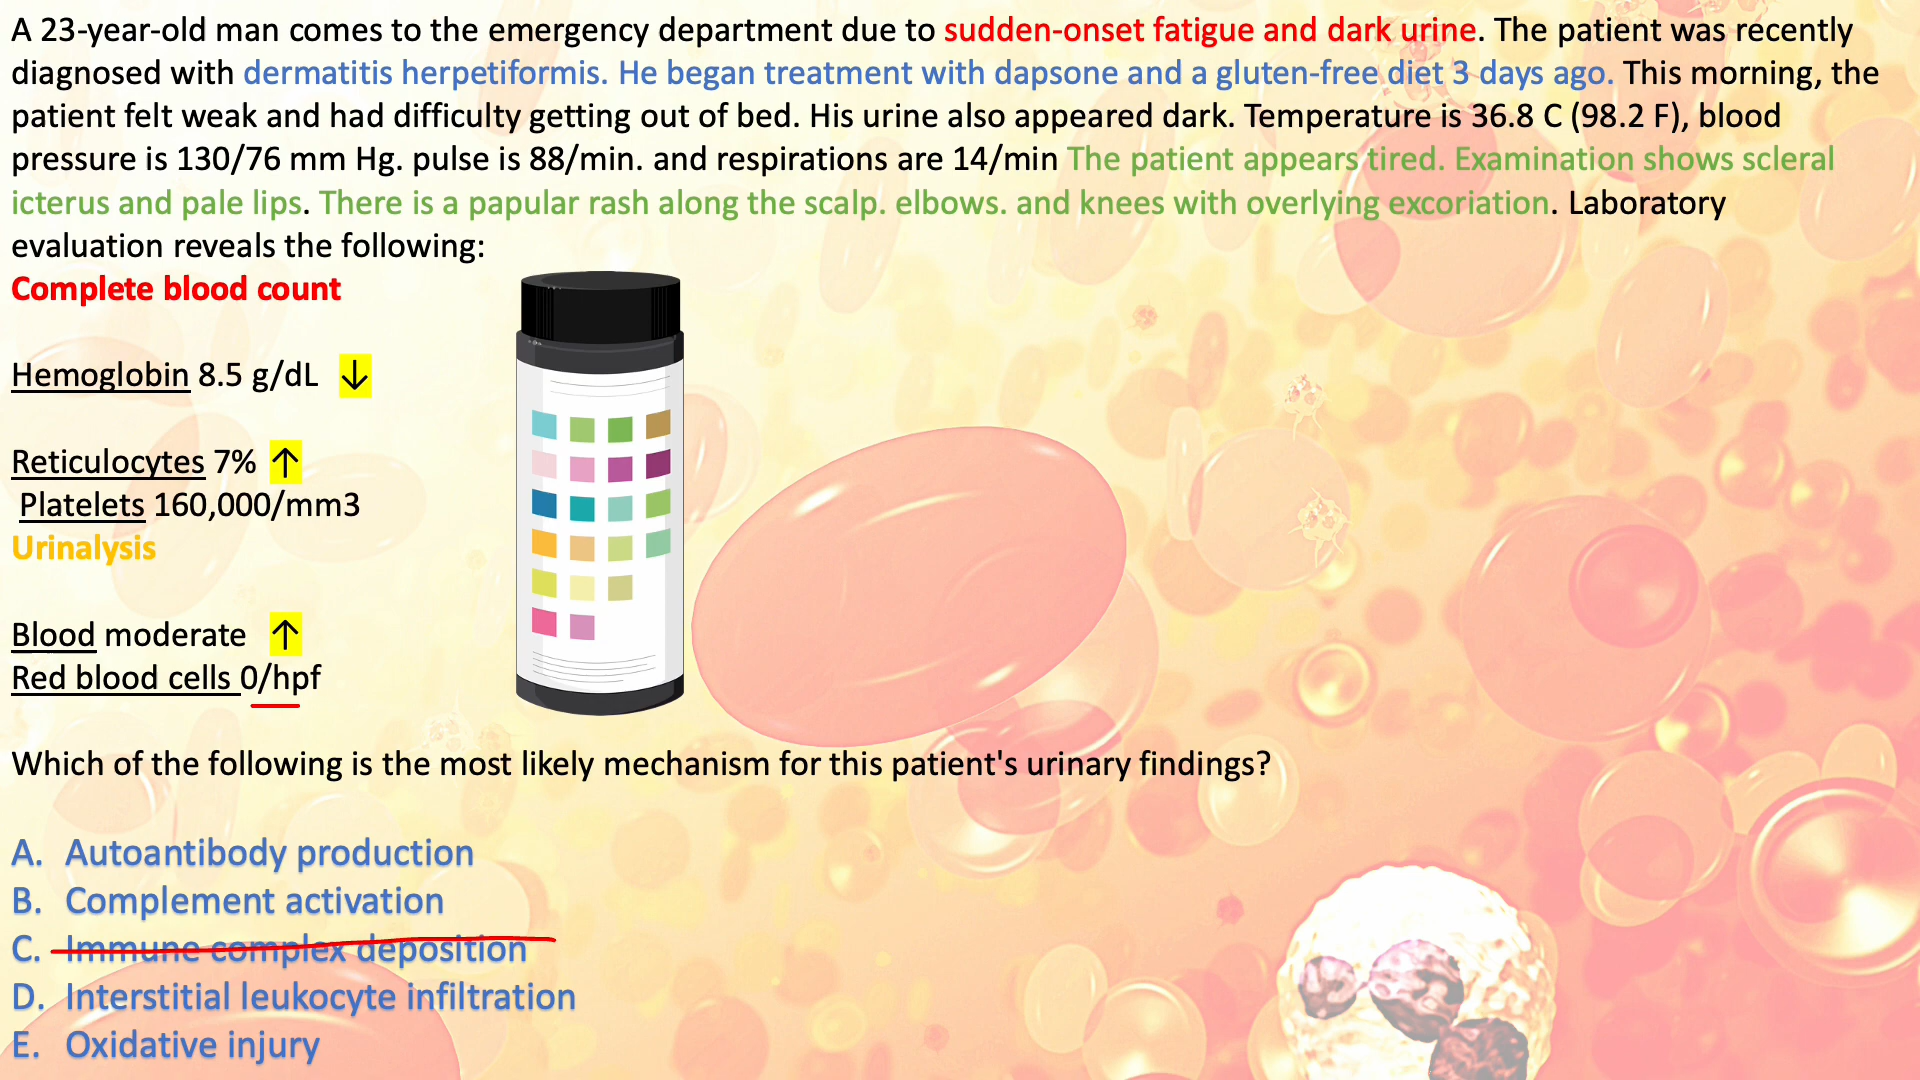 A 23-year-old man comes to the emergency department due to sudden-onset fatigue and dark urine. The patient was recently
diagnosed with dermatitis herpetiformis. He began treatment with dapsone and a gluten-free diet 3 days ago. This morning, the
patient felt weak and had difficulty getting out of bed. His urine also appeared dark. Temperature is 36.8 C (98.2 F), blood
pressure is 130/76 mm Hg. pulse is 88/min. and respirations are 14/min The patient appears tired. Examination shows scleral
icterus and pale lips. There is a papular rash along the scalp. elbows. and knees with overlying excoriation. Laboratory
evaluation reveals the following:
Complete blood count
Hemoglobin 8.5 g/dL ↓
Reticulocytes 7% ↑
Platelets 160,000/mm3
Urinalysis
Blood moderate ↑
Red blood cells 0/hpf
Which of the following is the most likely mechanism for this patient's urinary findings?
A. Autoantibody production
B. Complement activation
C. Immune complex deposition
D. Interstitial leukocyte infiltration
E. Oxidative injury